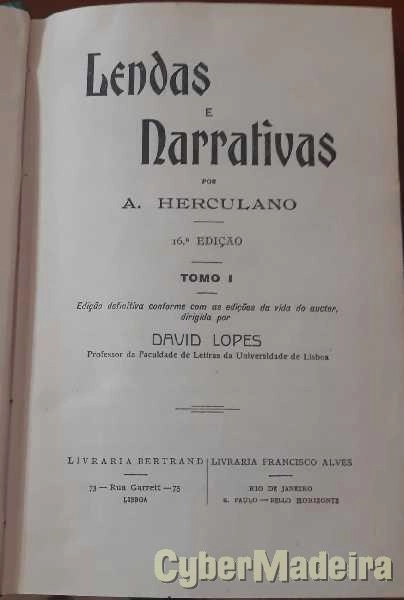 Lendas
E
Narrativas
POR
A. HERCULANO
16.ª EDIÇÃO
TOMO I
Edição definitiva conforme com as edições da vida do auctor,
dirigida por
DAVID LOPES
Professor da Faculdade de Letras da Universidade de Lisboa
LIVRARIA BERTRAND
73 — Rua Garrett — 75
LISBOA
LIVRARIA FRANCISCO ALVES
RIO DE JANEIRO
S. PAULO — BELLO HORIZONTE
CyberMadeira